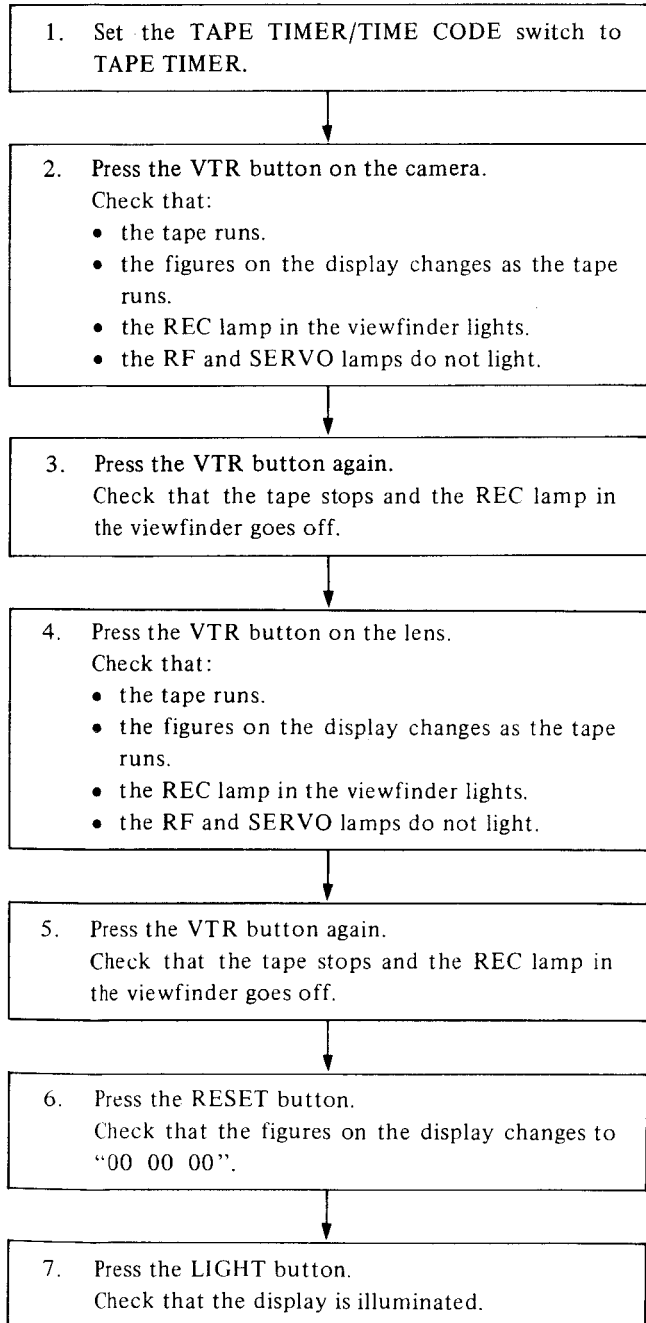 1. Set the TAPE TIMER/TIME CODE switch to
TAPE TIMER.
2. Press the VTR button on the camera.
Check that:
• the tape runs.
• the figures on the display changes as the tape
runs.
• the REC lamp in the viewfinder lights.
• the RF and SERVO lamps do not light.
3. Press the VTR button again.
Check that the tape stops and the REC lamp in
the viewfinder goes off.
4. Press the VTR button on the lens.
Check that:
• the tape runs.
• the figures on the display changes as the tape
runs.
• the REC lamp in the viewfinder lights.
• the RF and SERVO lamps do not light.
5. Press the VTR button again.
Check that the tape stops and the REC lamp in
the viewfinder goes off.
6. Press the RESET button.
Check that the figures on the display changes to
“00 00 00”.
7. Press the LIGHT button.
Check that the display is illuminated.